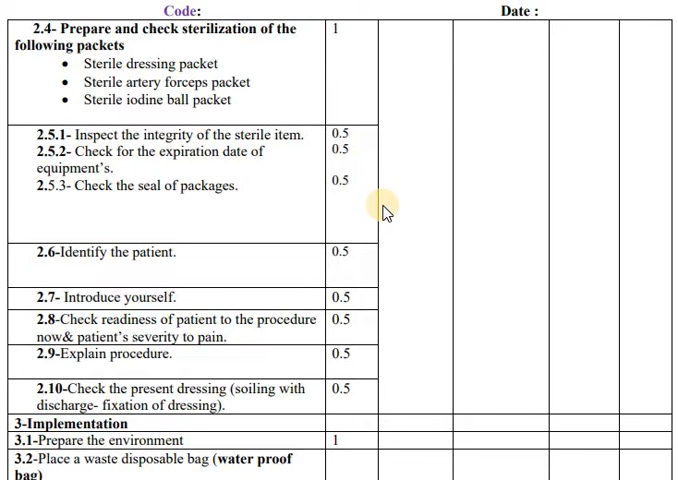 Code: Date :
2.4- Prepare and check sterilization of the 1
following packets
• Sterile dressing packet
• Sterile artery forceps packet
• Sterile iodine ball packet
2.5.1- Inspect the integrity of the sterile item. 0.5
2.5.2- Check for the expiration date of 0.5
equipment's.
2.5.3- Check the seal of packages. 0.5
2.6-Identify the patient. 0.5
2.7- Introduce yourself. 0.5
2.8-Check readiness of patient to the procedure 0.5
now& patient's severity to pain.
2.9-Explain procedure. 0.5
2.10-Check the present dressing (soiling with 0.5
discharge- fixation of dressing).
3-Implementation
3.1-Prepare the environment 1
3.2-Place a waste disposable bag (water proof
bag)